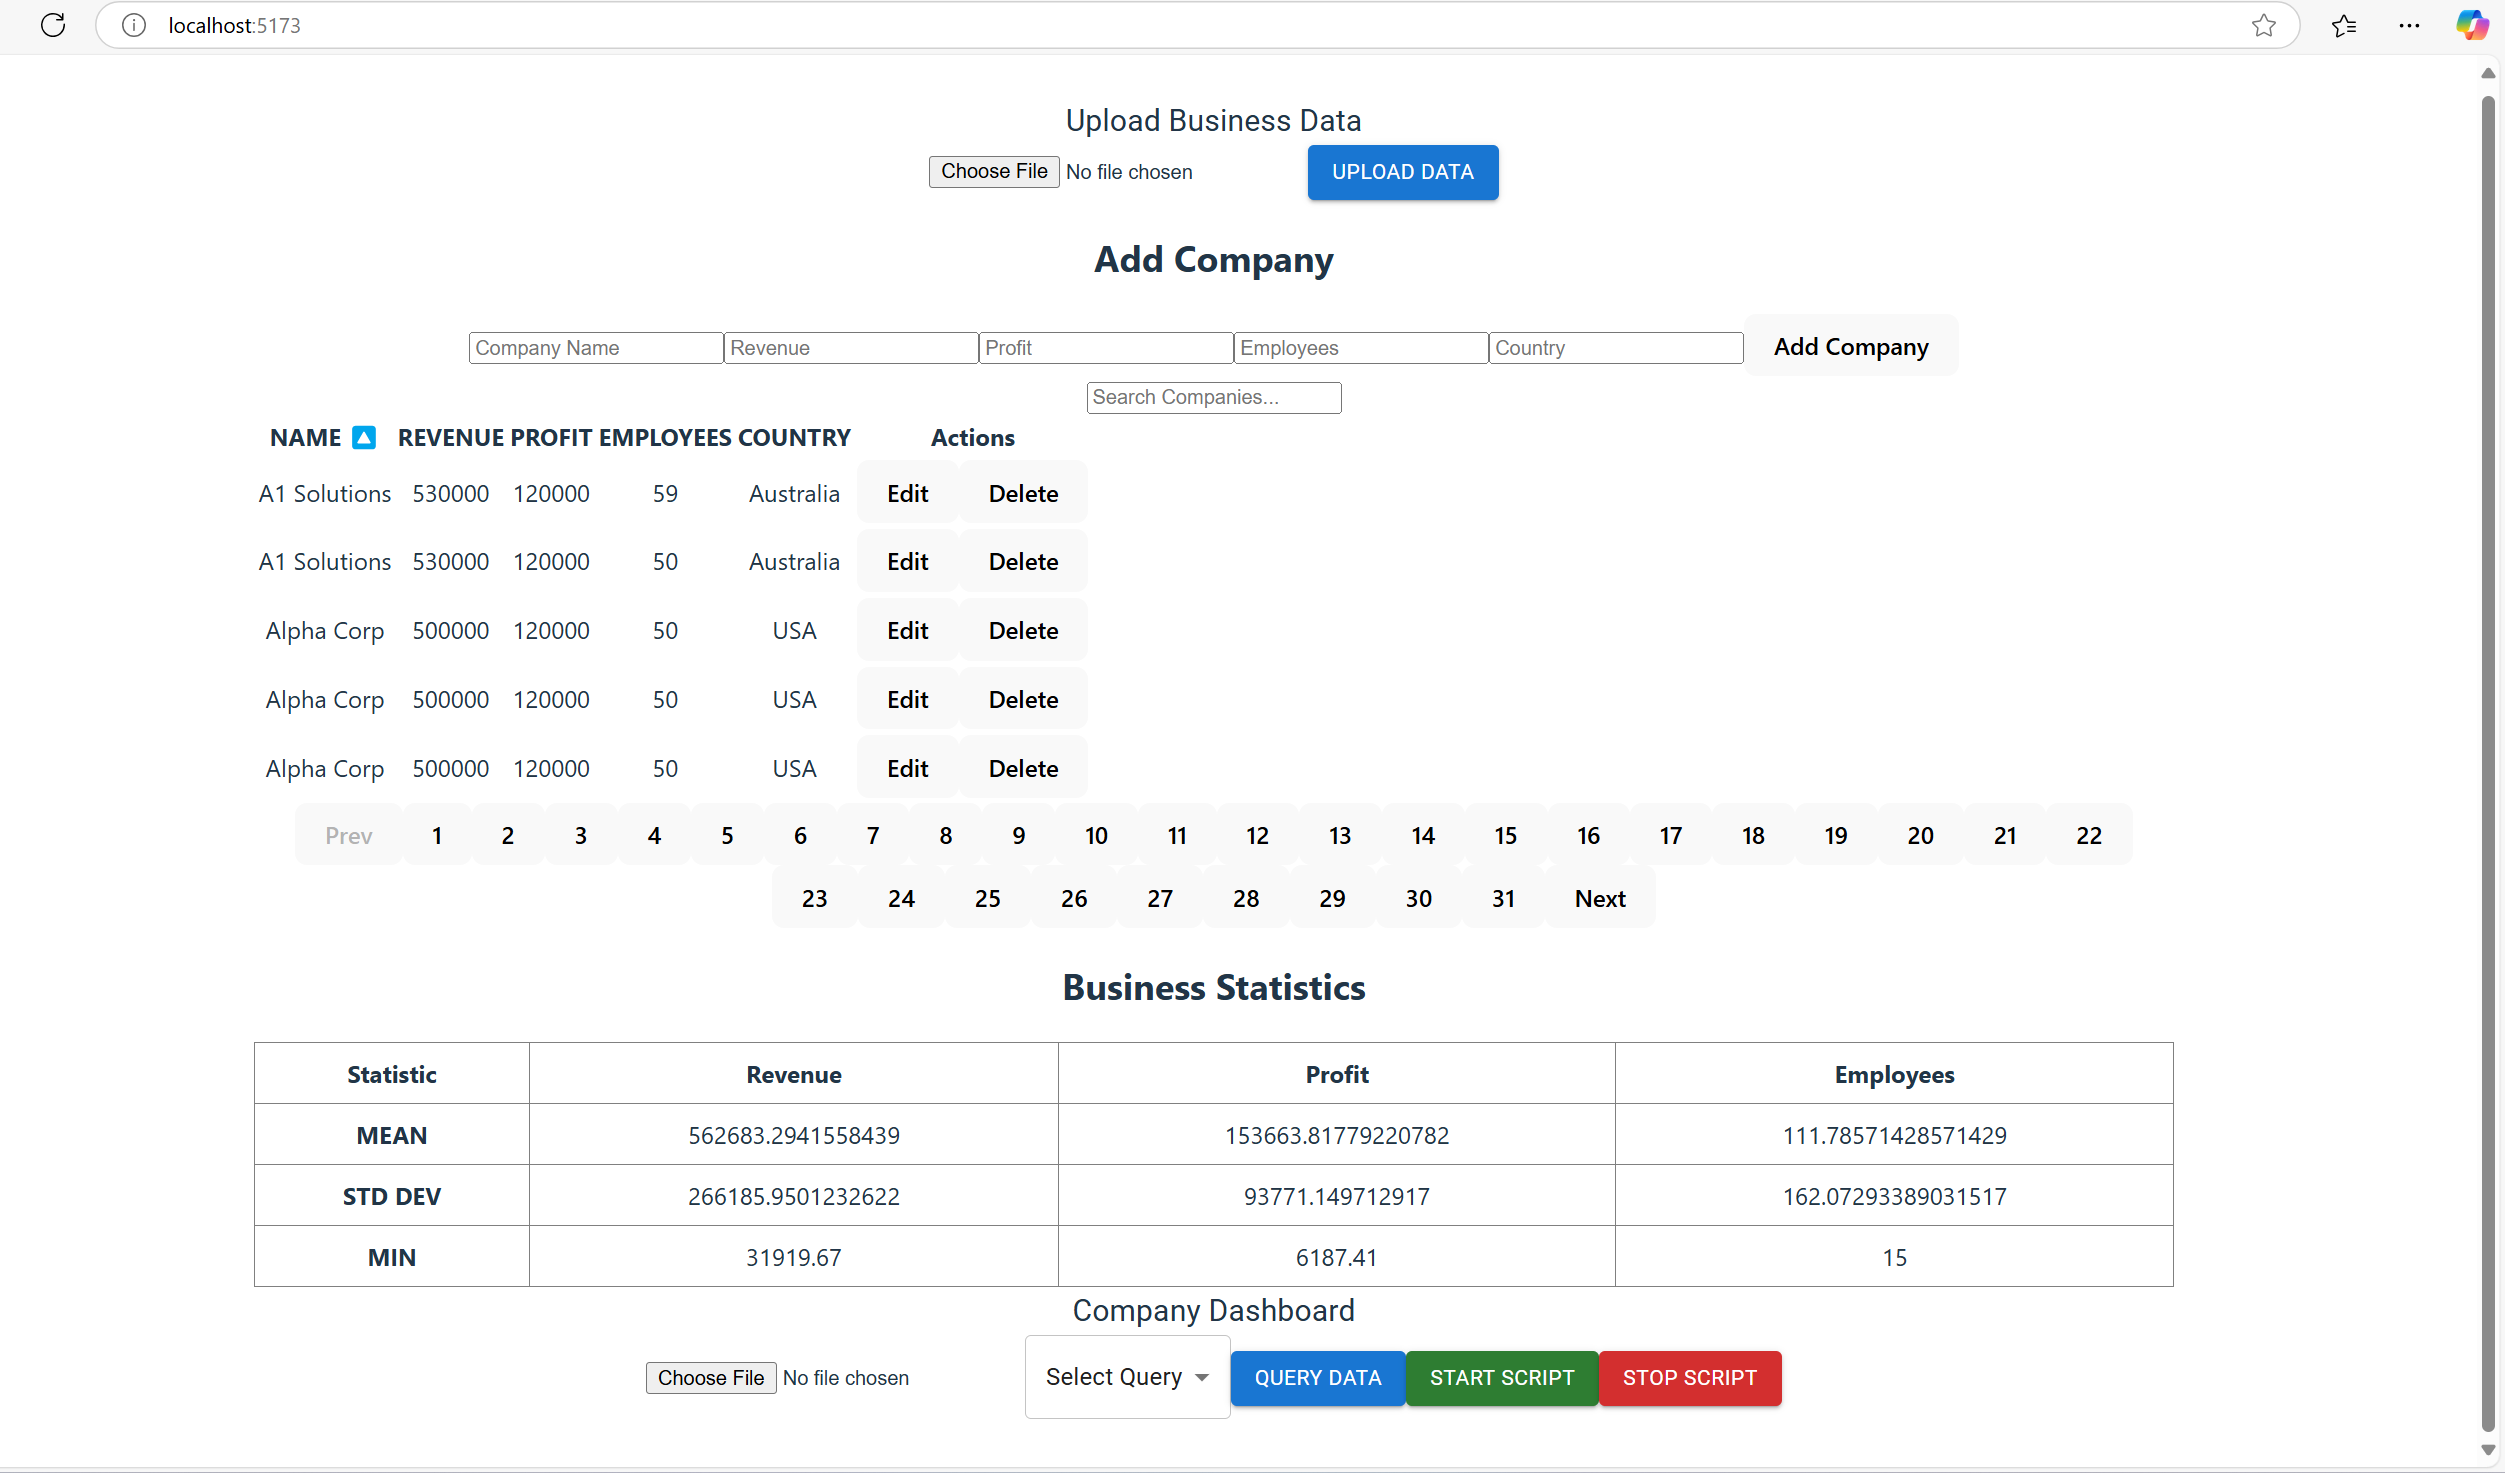 localhost:5173
Upload Business Data
Choose File No file chosen UPLOAD DATA
Add Company
Company Name Revenue Profit Employees Country Add Company
Search Companies...
NAME 🔼 REVENUE PROFIT EMPLOYEES COUNTRY Actions
A1 Solutions 530000 120000 59 Australia Edit Delete
A1 Solutions 530000 120000 50 Australia Edit Delete
Alpha Corp 500000 120000 50 USA Edit Delete
Alpha Corp 500000 120000 50 USA Edit Delete
Alpha Corp 500000 120000 50 USA Edit Delete
Prev 1 2 3 4 5 6 7 8 9 10 11 12 13 14 15 16 17 18 19 20 21 22
23 24 25 26 27 28 29 30 31 Next
Business Statistics
Statistic Revenue Profit Employees
MEAN 562683.2941558439 153663.81779220782 111.78571428571429
STD DEV 266185.9501232622 93771.149712917 162.07293389031517
MIN 31919.67 6187.41 15
Company Dashboard
Choose File No file chosen Select Query QUERY DATA START SCRIPT STOP SCRIPT